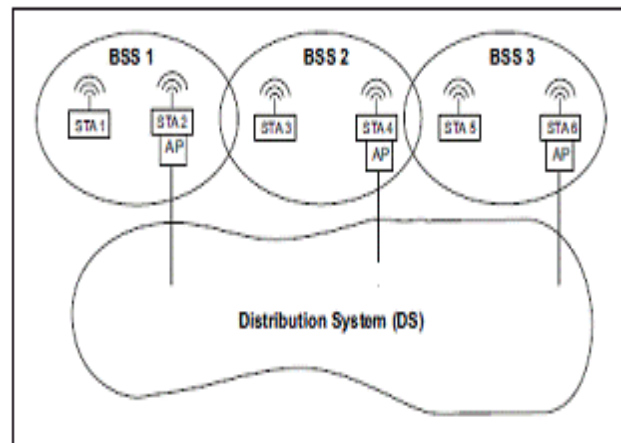 BSS 1 BSS 2 BSS 3
STA 1 STA 2 STA 3 STA 4 STA 5 STA 6
AP AP AP
Distribution System (DS)